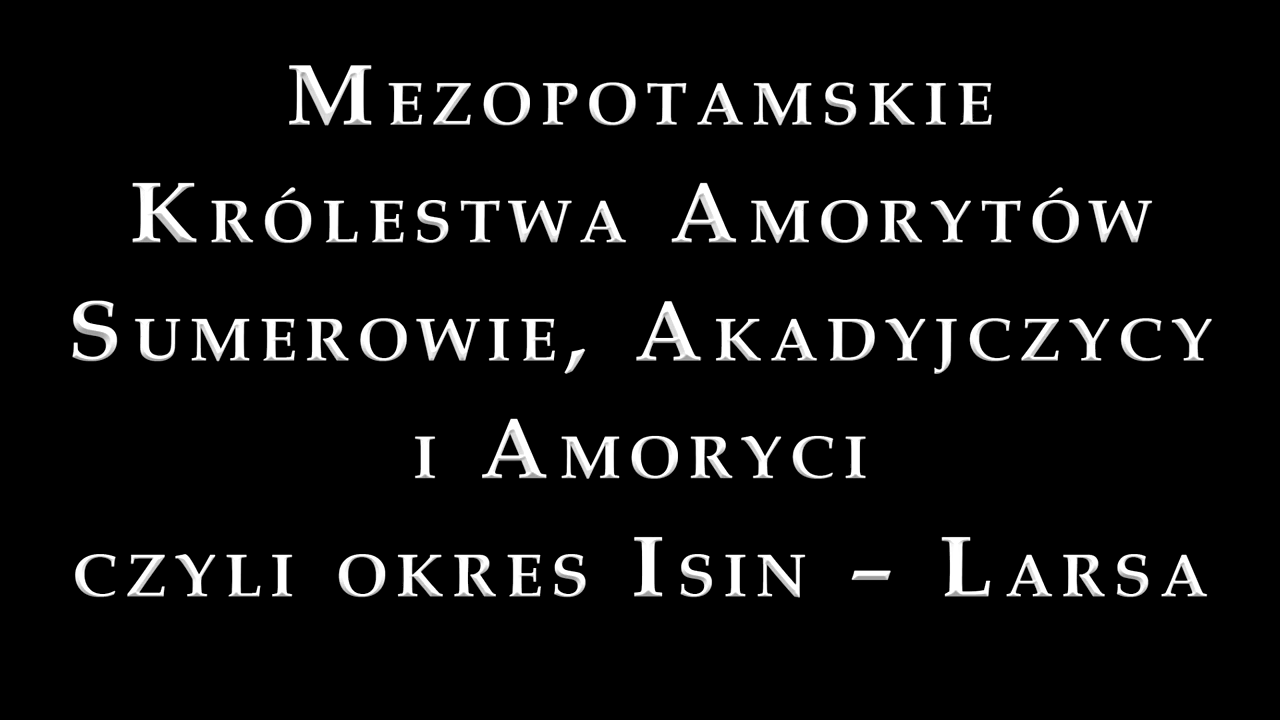 Mezopotamskie
Królestwa Amorytów
Sumerowie, Akadyjczycy
i Amoryci
czyli okres Isin – Larsa